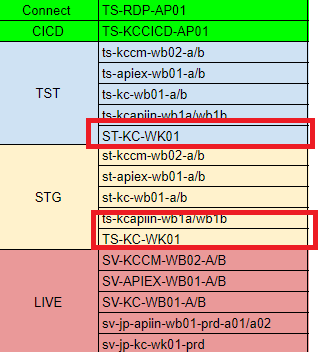 Connect TS-RDP-AP01
CICD TS-KCCICD-AP01
ts-kccm-wb02-a/b
ts-apiex-wb01-a/b
TST ts-kc-wb01-a/b
ts-kcapiin-wb1a/wb1b
ST-KC-WK01
st-kccm-wb02-a/b
st-apiex-wb01-a/b
STG st-kc-wb01-a/b
ts-kcapiin-wb1a/wb1b
TS-KC-WK01
SV-KCCM-WB02-A/B
SV-APIEX-WB01-A/B
LIVE SV-KC-WB01-A/B
sv-jp-apiin-wb01-prd-a01/a02
sv-jp-kc-wk01-prd